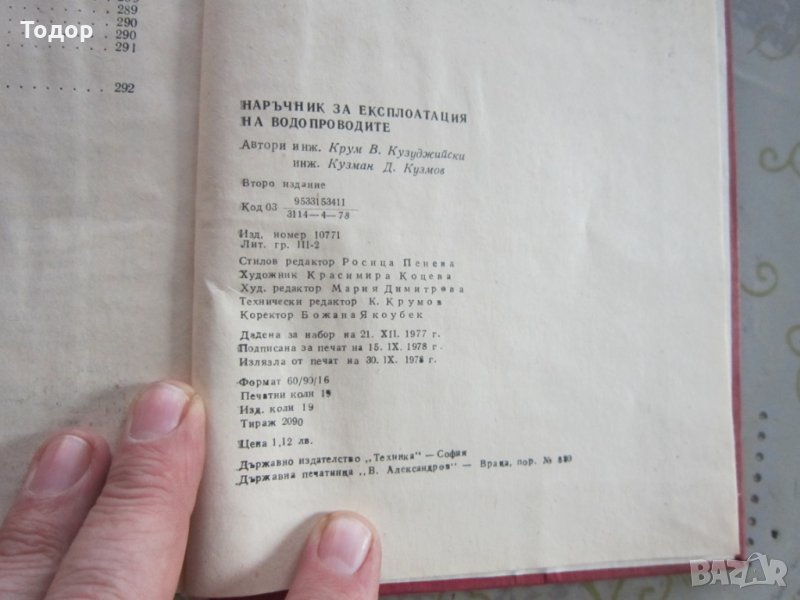 Тодор
289
290
290
291
292
НАРЪЧНИК ЗА ЕКСПЛОАТАЦИЯ
НА ВОДОПРОВОДИТЕ
Автори инж. Крум В. Кузуджийски
инж. Кузман Д. Кузмов
Второ издание
Код 03 9533153411
3114—4—78
Изд. номер 10771
Лит. гр. III-2
Стилов редактор Росица Пенева
Художник Красимира Коцева
Худ. редактор Мария Димитрова
Технически редактор К. Крумов
Коректор Божана Якоубек
Дадена за набор на 21. XII. 1977 г.
Подписана за печат на 15. IX. 1978 г.
Излязла от печат на 30. IX. 1978 г.
Формат 60/90/16
Печатни коли 19
Изд. коли 19
Тираж 2090
Цена 1,12 лв.
Държавно издателство „Техника“ — София
Държавна печатница „В. Александров“ — Враца, пор. №
BAZAR.bg